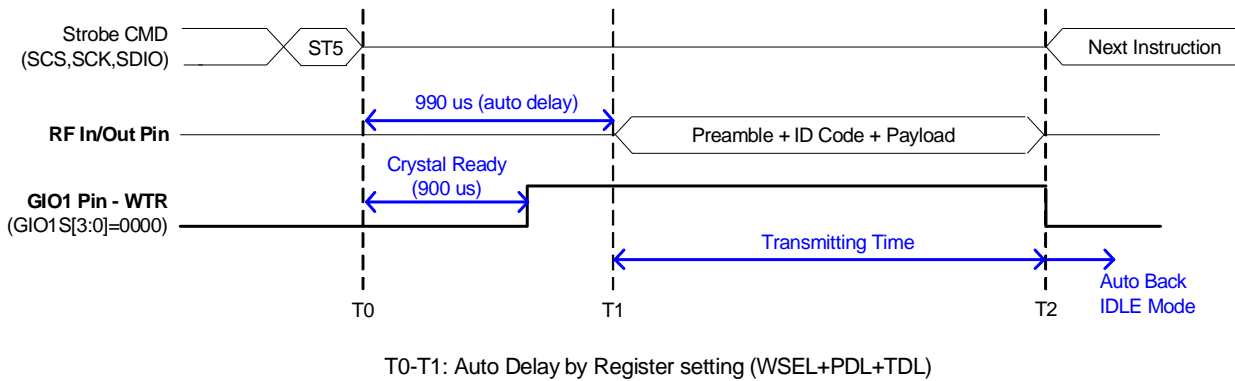 Strobe CMD
(SCS,SCK,SDIO)
ST5
Next Instruction
990 us (auto delay)
RF In/Out Pin
Preamble + ID Code + Payload
Crystal Ready
(900 us)
GIO1 Pin - WTR
(GIO1S[3:0]=0000)
Transmitting Time
Auto Back
IDLE Mode
T0
T1
T2
T0-T1: Auto Delay by Register setting (WSEL+PDL+TDL)